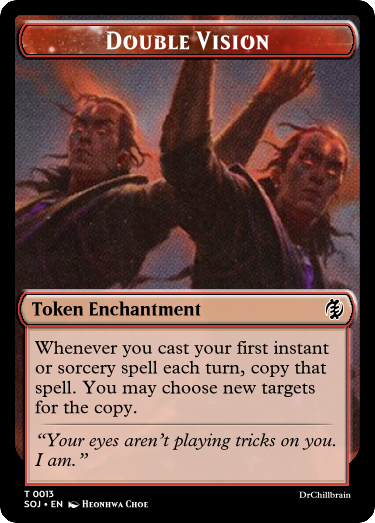 Double Vision
Token Enchantment
Whenever you cast your first instant
or sorcery spell each turn, copy that
spell. You may choose new targets
for the copy.
“Your eyes aren’t playing tricks on you.
I am.”
T 0013
SOJ • EN Heonhwa Choe
DrChillbrain